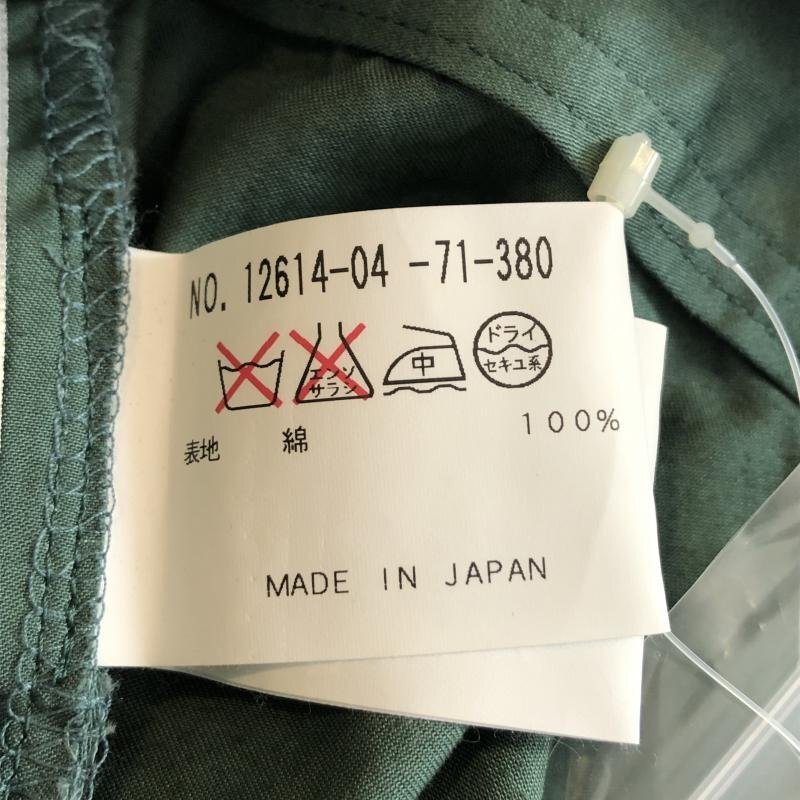 NO. 12614-04 -71-380
エンソ
サラシ
中
ドライ
セキユ系
表地 綿 100%
MADE IN JAPAN